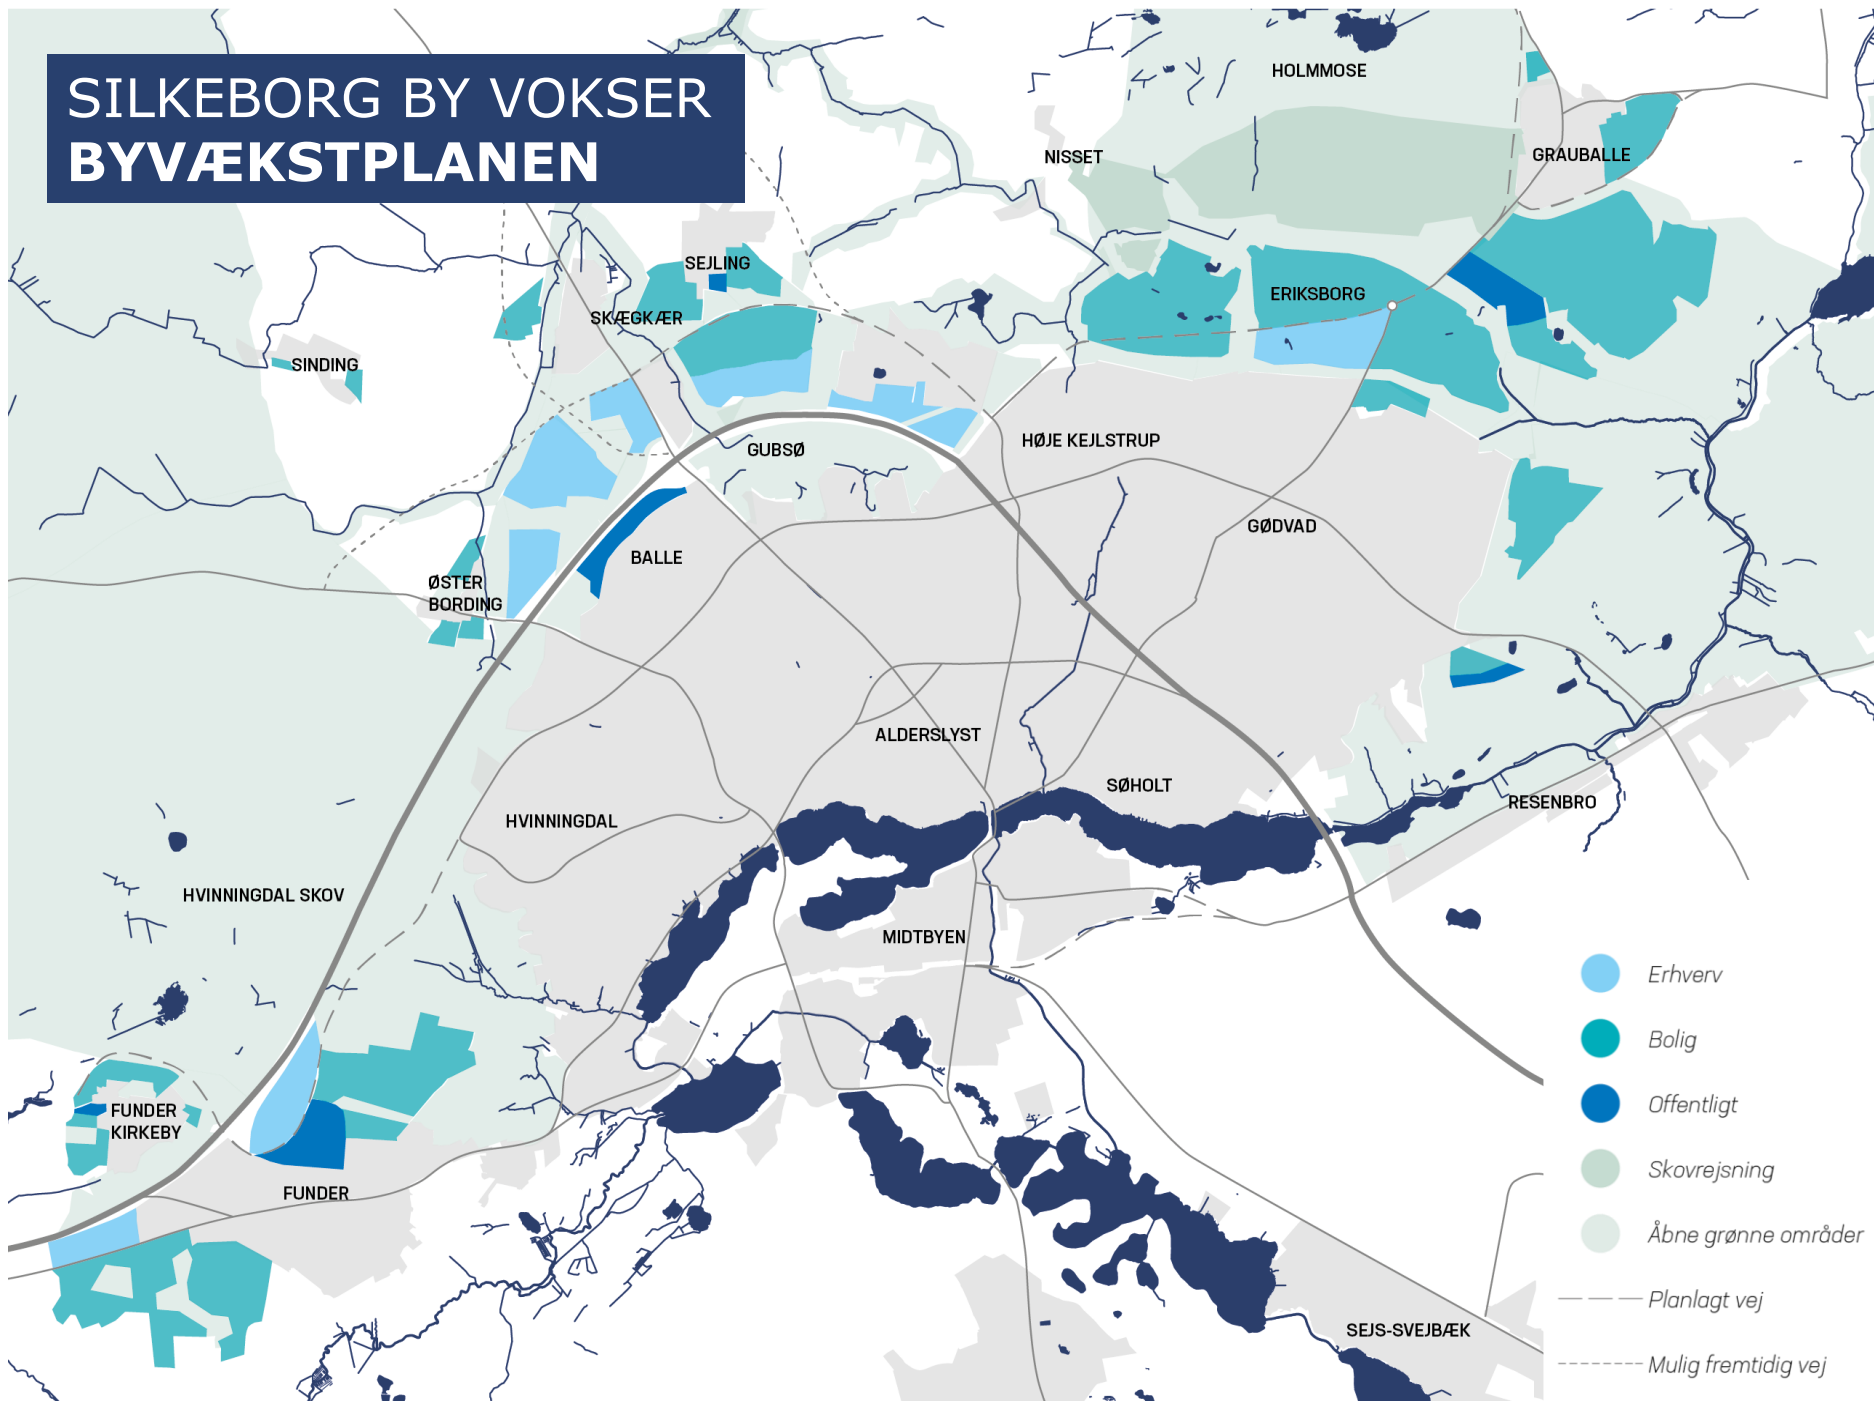 SILKEBORG BY VOKSER
BYVÆKSTPLANEN
HOLMMOSE
NISSET
GRAUBALLE
SEJLING
ERIKSBORG
SKÆGKÆR
SINDING
HØJE KEJLSTRUP
GUBSØ
GØDVAD
BALLE
ØSTER
BORDING
ALDERSLYST
SØHOLT
RESENBRO
HVINNINGDAL
HVINNINGDAL SKOV
MIDTBYEN
FUNDER
KIRKEBY
FUNDER
SEJS-SVEJBÆK
Erhverv
Bolig
Offentligt
Skovrejsning
Åbne grønne områder
Planlagt vej
Mulig fremtidig vej